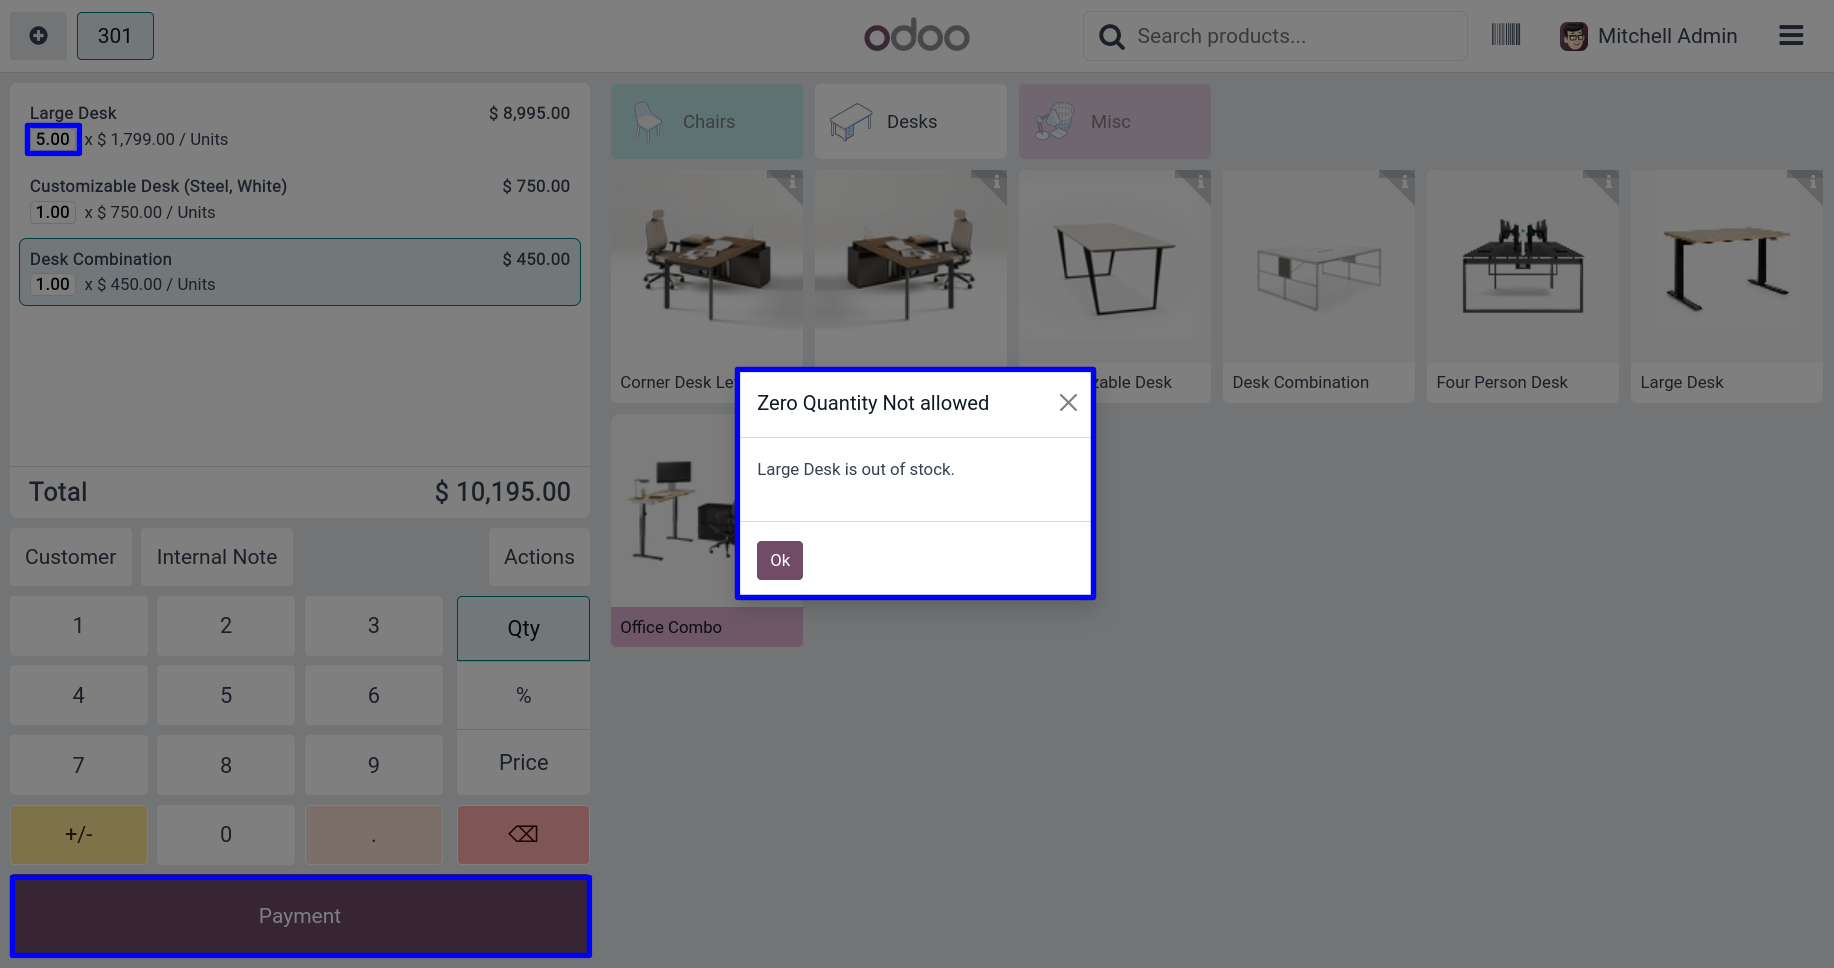 301
odoo
Search products...
Mitchell Admin
Large Desk $ 8,995.00
5.00 x $ 1,799.00 / Units
Customizable Desk (Steel, White) $ 750.00
1.00 x $ 750.00 / Units
Desk Combination $ 450.00
1.00 x $ 450.00 / Units
Total $ 10,195.00
Customer Internal Note Actions
1 2 3 Qty
4 5 6 %
7 8 9 Price
+/- 0 . ⌫
Payment
Chairs Desks Misc
Corner Desk Le
zable Desk
Desk Combination
Four Person Desk
Large Desk
Office Combo
Zero Quantity Not allowed
Large Desk is out of stock.
Ok